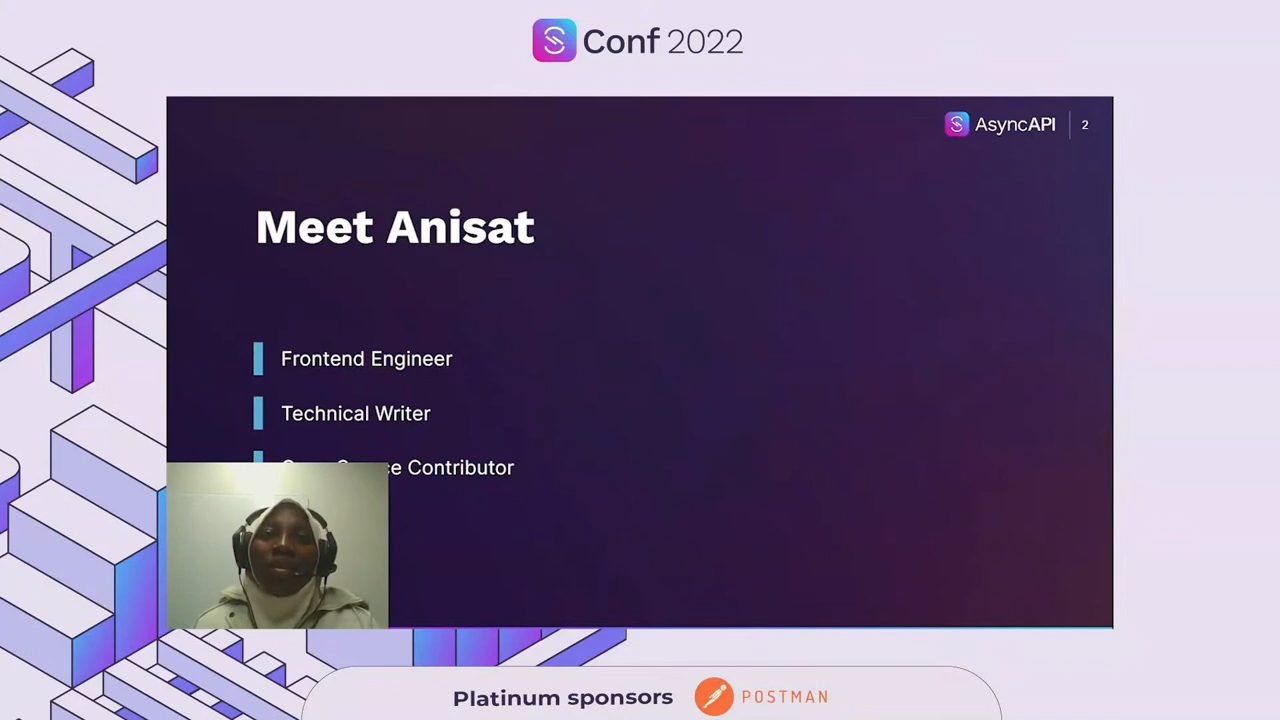 Conf 2022
AsyncAPI 2
Meet Anisat
Frontend Engineer
Technical Writer
Contributor
Platinum sponsors POSTMAN